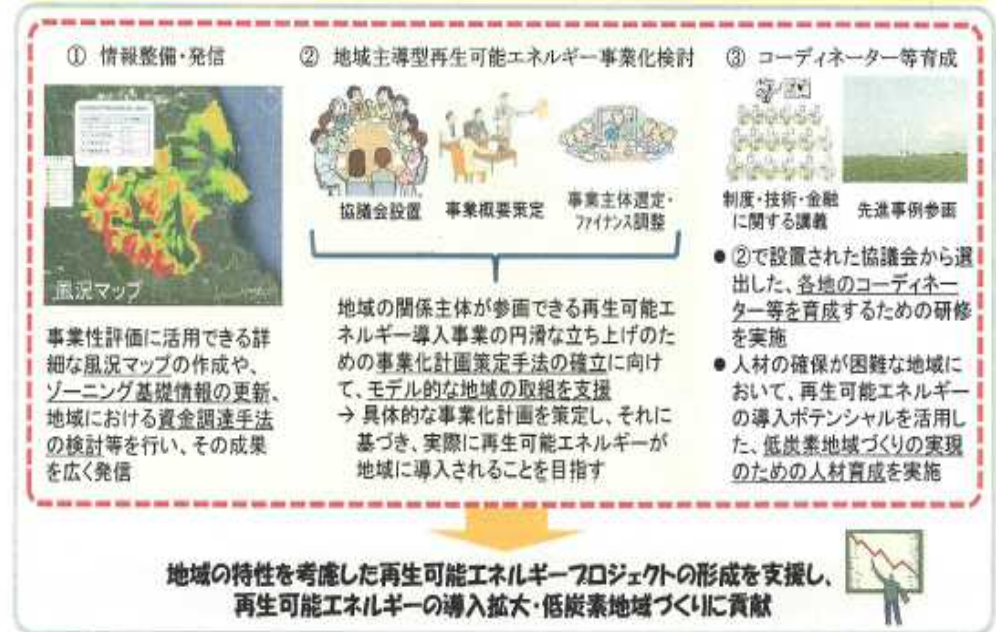 ① 情報整備・発信
風況マップ
事業性評価に活用できる詳
細な風況マップの作成や、
ゾーニング基礎情報の更新、
地域における資金調達手法
の検討等を行い、その成果
を広く発信
② 地域主導型再生可能エネルギー事業化検討
協議会設置
事業概要策定
事業主体選定・
ファイナンス調整
地域の関係主体が参画できる再生可能エ
ネルギー導入事業の円滑な立ち上げのた
めの事業化計画策定手法の確立に向け
て、モデル的な地域の取組を支援
→ 具体的な事業化計画を策定し、それに
基づき、実際に再生可能エネルギーが
地域に導入されることを目指す
③ コーディネーター等育成
制度・技術・金融
に関する講義
先進事例参画
● ②で設置された協議会から選
出した、各地のコーディネー
ター等を育成するための研修
を実施
● 人材の確保が困難な地域に
おいて、再生可能エネルギー
の導入ポテンシャルを活用し
た、低炭素地域づくりの実現
のための人材育成を実施
地域の特性を考慮した再生可能エネルギープロジェクトの形成を支援し、
再生可能エネルギーの導入拡大・低炭素地域づくりに貢献